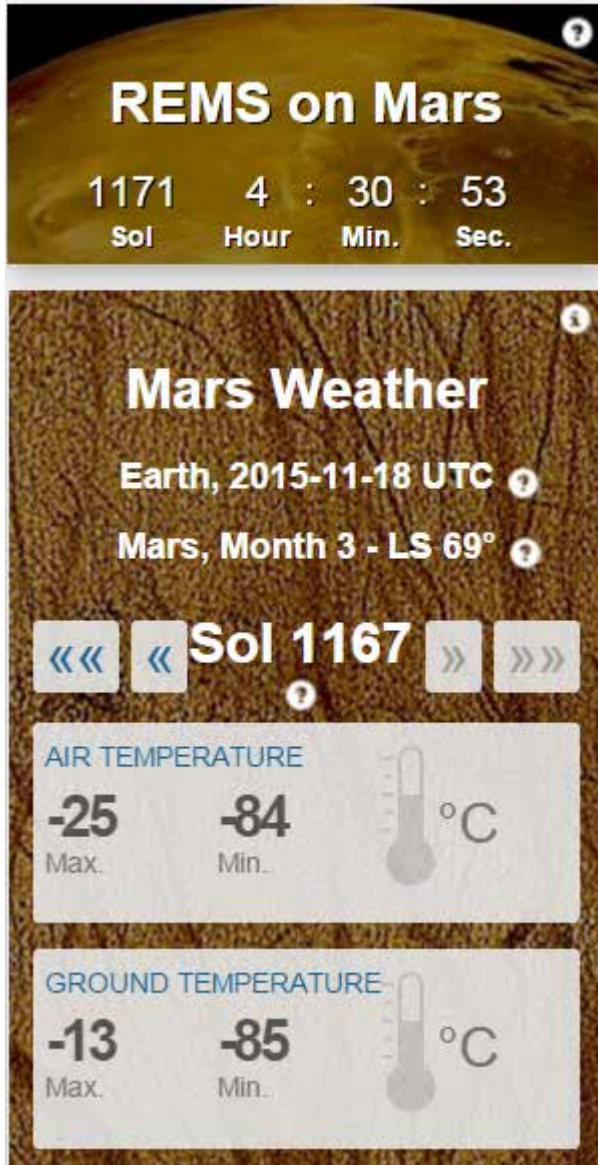 ?
REMS on Mars
1171 4 : 30 : 53
Sol Hour Min. Sec.
i
Mars Weather
Earth, 2015-11-18 UTC ?
Mars, Month 3 - LS 69° ?
«« « Sol 1167 » »»
?
AIR TEMPERATURE
-25 -84 °C
Max. Min.
GROUND TEMPERATURE
-13 -85 °C
Max. Min.